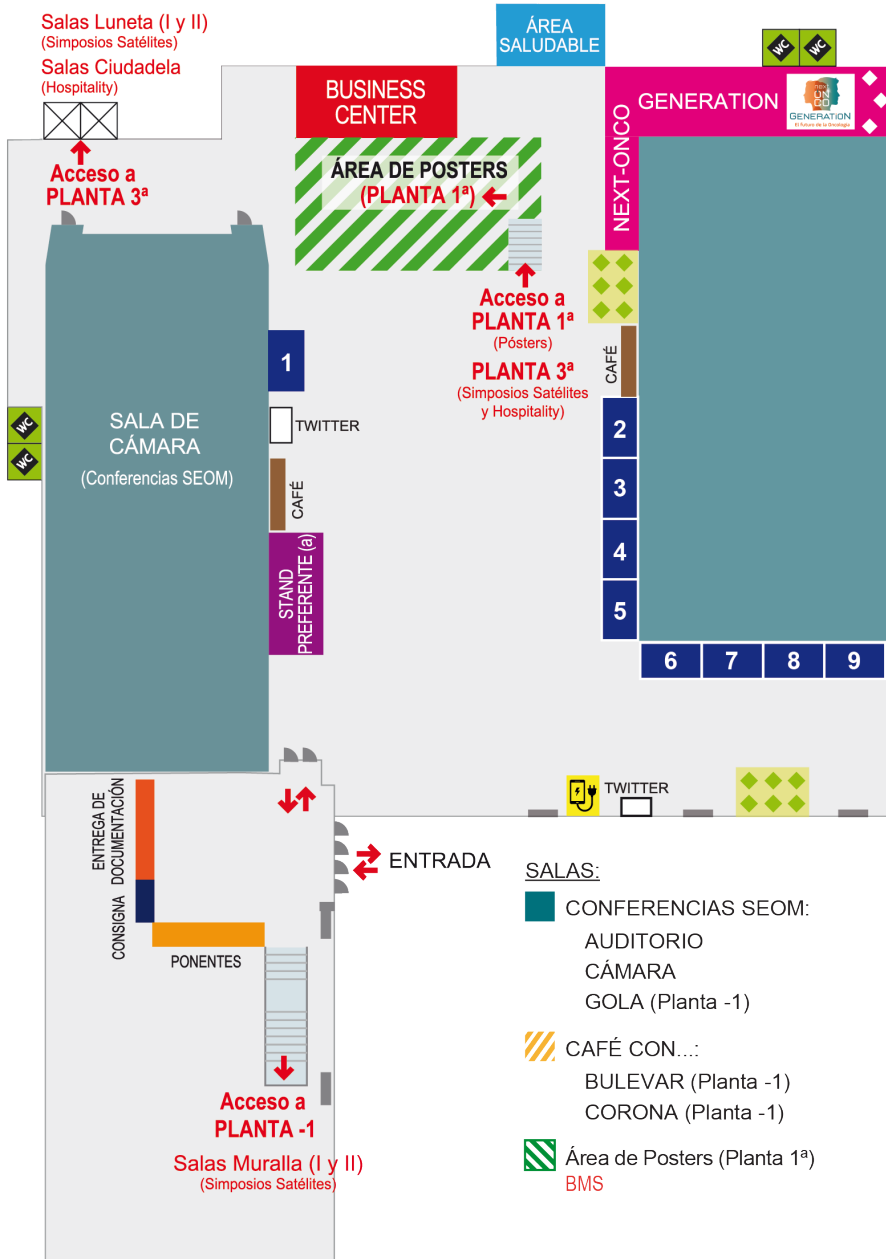 Salas Luneta (I y II)
(Simposios Satélites)
Salas Ciudadela
(Hospitality)
Acceso a
PLANTA 3ª
BUSINESS
CENTER
ÁREA
SALUDABLE
WC WC
GENERATION
NEXT-ONCO
next
ON
CO
GENERATION
El futuro de la Oncología
ÁREA DE POSTERS
(PLANTA 1ª)
Acceso a
PLANTA 1ª
(Pósters)
PLANTA 3ª
(Simposios Satélites
y Hospitality)
CAFÉ
1
TWITTER
CAFÉ
STAND
PREFERENTE (a)
WC
WC
SALA DE
CÁMARA
(Conferencias SEOM)
2
3
4
5
6 7 8 9
TWITTER
ENTREGA DE
DOCUMENTACIÓN
CONSIGNA
PONENTES
ENTRADA
Acceso a
PLANTA -1
Salas Muralla (I y II)
(Simposios Satélites)
SALAS:
CONFERENCIAS SEOM:
AUDITORIO
CÁMARA
GOLA (Planta -1)
CAFÉ CON...:
BULEVAR (Planta -1)
CORONA (Planta -1)
Área de Posters (Planta 1ª)
BMS